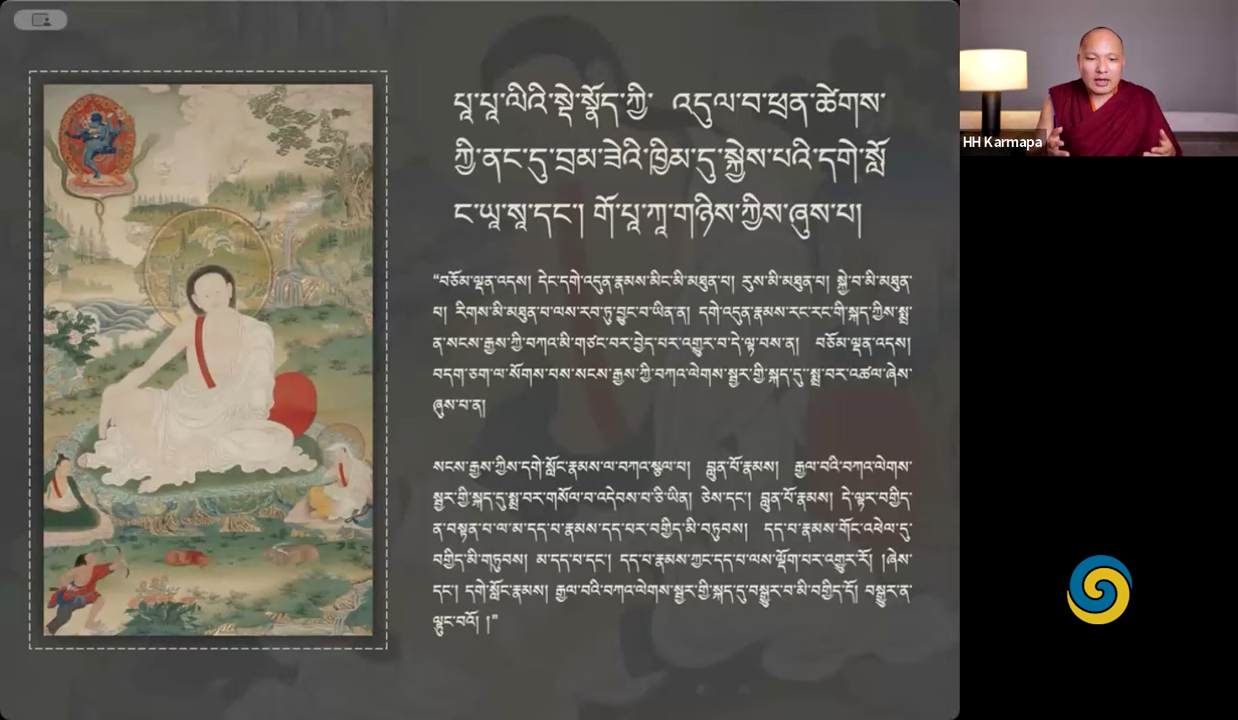 པཱ་པཱ་ལིའི་སྡེ་སྣོད་ཀྱི་ འདུལ་བ་ཕྲན་ཚེགས་
ཀྱི་ནང་དུ་བྲམ་ཟེའི་ཁྱིམ་དུ་སྐྱེས་པའི་དགེ་སློ
ང་ཡཱ་སཱ་དང་། གོ་པཱ་ཀཱ་གཉིས་ཀྱིས་ཞུས་པ།
“བཅོམ་ལྡན་འདས། དེང་དགེ་འདུན་རྣམས་མིང་མི་མཐུན་པ། རུས་མི་མཐུན་པ། སྐྱེ་བ་མི་མཐུན་
པ། རིགས་མི་མཐུན་པ་ལས་རབ་ཏུ་བྱུང་བ་ཡིན་ན། དགེ་འདུན་རྣམས་རང་རང་གི་སྐད་ཀྱིས་སྨྲ་
ན་སངས་རྒྱས་ཀྱི་བཀའ་མི་གཙང་བར་བྱེད་པར་འགྱུར་བ་དེ་ལྟ་བས་ན། བཅོམ་ལྡན་འདས།
བདག་ཅག་ལ་སོགས་པས་སངས་རྒྱས་ཀྱི་བཀའ་ལེགས་སྦྱར་གྱི་སྐད་དུ་སྨྲ་བར་འཚལ་ཞེས་
ཞུས་པ་ན།
སངས་རྒྱས་ཀྱིས་དགེ་སློང་རྣམས་ལ་བཀའ་སྩལ་པ། བླུན་པོ་རྣམས། རྒྱལ་བའི་བཀའ་ལེགས་
སྦྱར་གྱི་སྐད་དུ་སྨྲ་བར་གསོལ་བ་འདེབས་པ་ཅི་ཡིན། ཅེས་དང་། བླུན་པོ་རྣམས། དེ་ལྟར་བགྱིད་
ན་བསྟན་པ་ལ་མ་དད་པ་རྣམས་དད་པར་བགྱིད་མི་བཏུབས། དད་པ་རྣམས་གོང་འཕེལ་དུ་
བགྱིད་མི་གཏུབས། མ་དད་པ་དང་། དད་པ་རྣམས་ཀྱང་དད་པ་ལས་ལྡོག་པར་འགྱུར་རོ། །ཞེས་
དང་། དགེ་སློང་རྣམས། རྒྱལ་བའི་བཀའ་ལེགས་སྦྱར་གྱི་སྐད་དུ་བསྒྱུར་བ་མི་བགྱིད་དོ། བསྒྱུར་ན་
ལྟུང་བའོ། །”
HH Karmapa